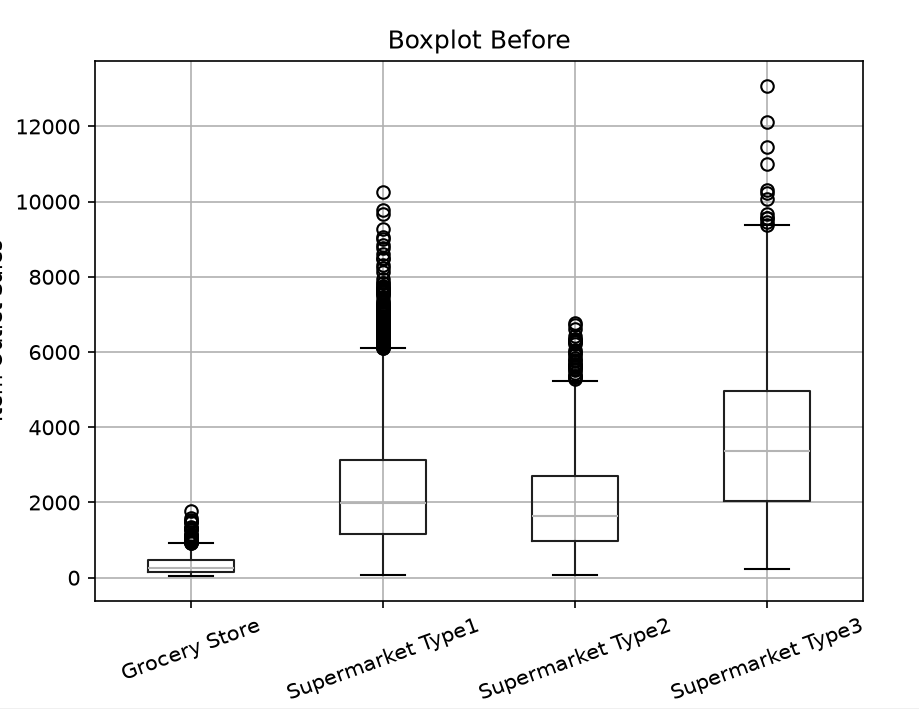 Boxplot Before
12000
10000
8000
6000
4000
2000
0
Grocery Store
Supermarket Type1
Supermarket Type2
Supermarket Type3